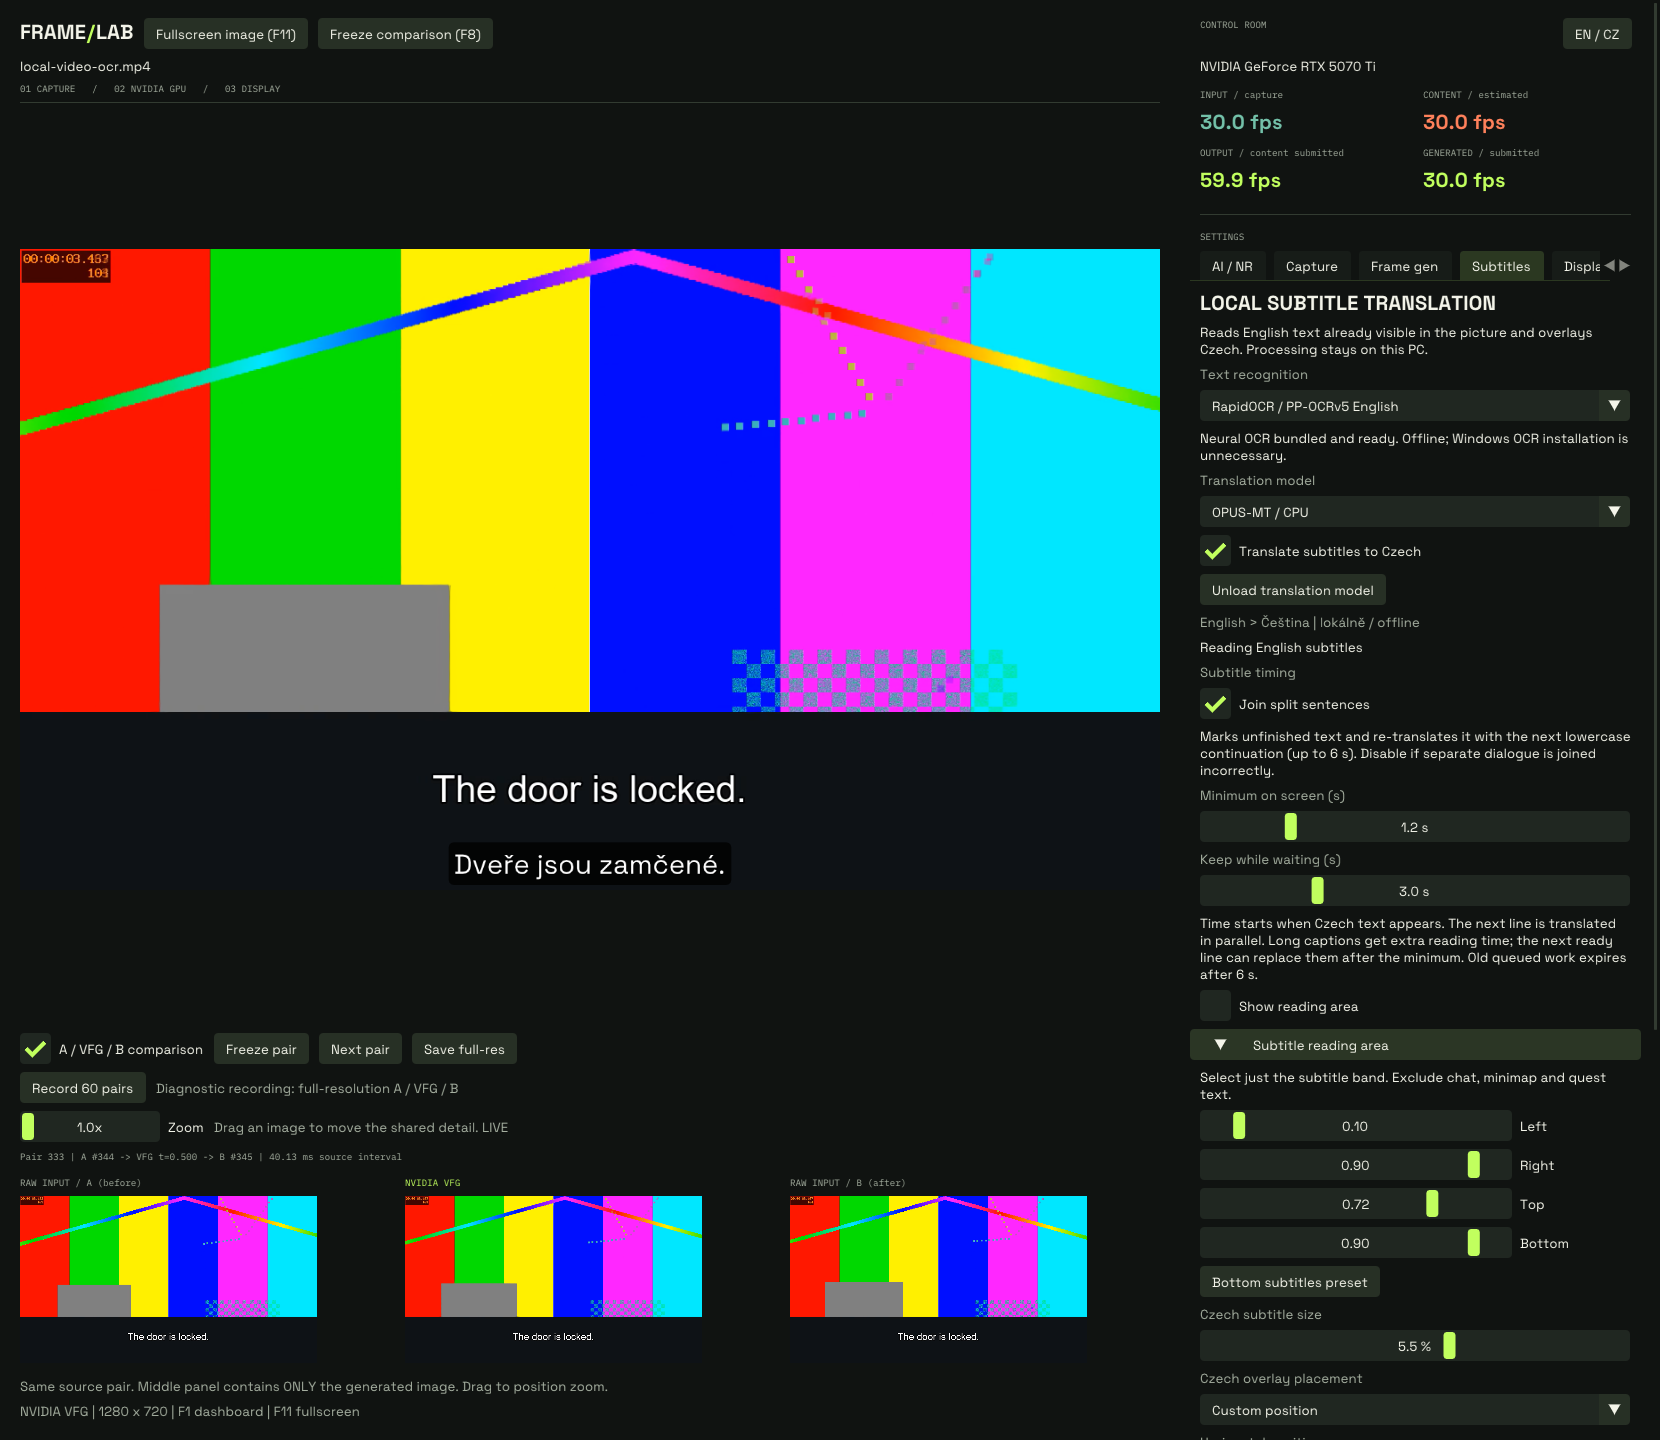 FRAME/LAB
Fullscreen image (F11)
Freeze comparison (F8)
local-video-ocr.mp4
01 CAPTURE / 02 NVIDIA GPU / 03 DISPLAY
The door is locked.
Dveře jsou zamčené.
A / VFG / B comparison
Freeze pair
Next pair
Save full-res
Record 60 pairs
Diagnostic recording: full-resolution A / VFG / B
1.0x
Zoom
Drag an image to move the shared detail. LIVE
Pair 333 | A #344 -> VFG t=0.500 -> B #345 | 40.13 ms source interval
RAW INPUT / A (before)
NVIDIA VFG
RAW INPUT / B (after)
The door is locked.
The door is locked.
The door is locked.
Same source pair. Middle panel contains ONLY the generated image. Drag to position zoom.
NVIDIA VFG | 1280 x 720 | F1 dashboard | F11 fullscreen
CONTROL ROOM
EN / CZ
NVIDIA GeForce RTX 5070 Ti
INPUT / capture
CONTENT / estimated
30.0 fps
30.0 fps
OUTPUT / content submitted
GENERATED / submitted
59.9 fps
30.0 fps
SETTINGS
AI / NR
Capture
Frame gen
Subtitles
Displa
LOCAL SUBTITLE TRANSLATION
Reads English text already visible in the picture and overlays
Czech. Processing stays on this PC.
Text recognition
RapidOCR / PP-OCRv5 English
Neural OCR bundled and ready. Offline; Windows OCR installation is
unnecessary.
Translation model
OPUS-MT / CPU
Translate subtitles to Czech
Unload translation model
English > Čeština | lokálně / offline
Reading English subtitles
Subtitle timing
Join split sentences
Marks unfinished text and re-translates it with the next lowercase
continuation (up to 6 s). Disable if separate dialogue is joined
incorrectly.
Minimum on screen (s)
1.2 s
Keep while waiting (s)
3.0 s
Time starts when Czech text appears. The next line is translated
in parallel. Long captions get extra reading time; the next ready
line can replace them after the minimum. Old queued work expires
after 6 s.
Show reading area
Subtitle reading area
Select just the subtitle band. Exclude chat, minimap and quest
text.
0.10 Left
0.90 Right
0.72 Top
0.90 Bottom
Bottom subtitles preset
Czech subtitle size
5.5 %
Czech overlay placement
Custom position